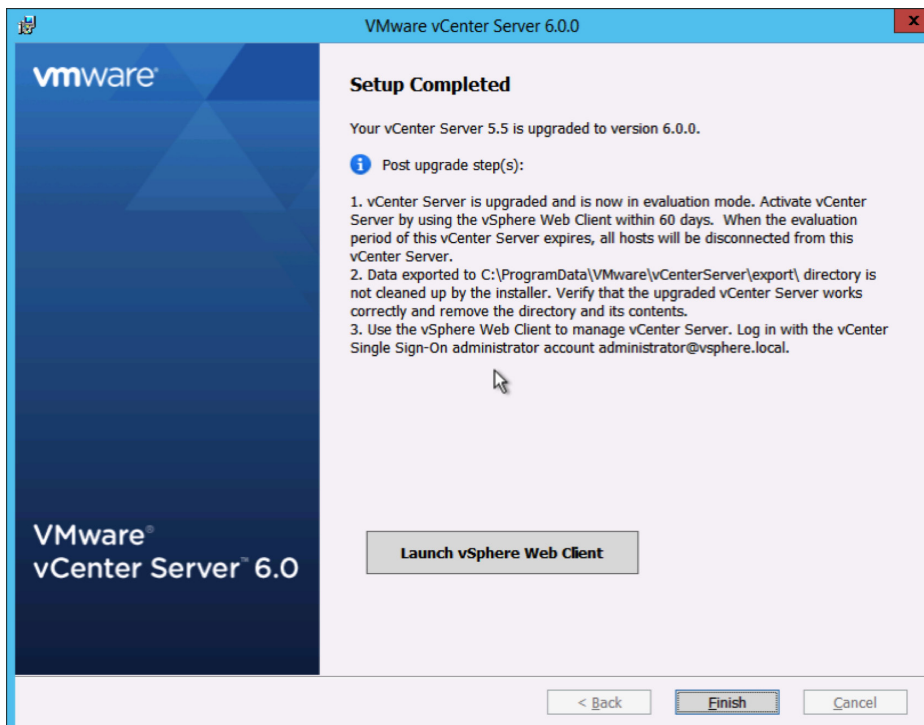 VMware vCenter Server 6.0.0
x
vmware®
Setup Completed
Your vCenter Server 5.5 is upgraded to version 6.0.0.
i Post upgrade step(s):
1. vCenter Server is upgraded and is now in evaluation mode. Activate vCenter
Server by using the vSphere Web Client within 60 days.  When the evaluation
period of this vCenter Server expires, all hosts will be disconnected from this
vCenter Server.
2. Data exported to C:\ProgramData\VMware\vCenterServer\export\ directory is
not cleaned up by the installer. Verify that the upgraded vCenter Server works
correctly and remove the directory and its contents.
3. Use the vSphere Web Client to manage vCenter Server. Log in with the vCenter
Single Sign-On administrator account administrator@vsphere.local.
VMware®
vCenter Server™ 6.0
Launch vSphere Web Client
< Back
Finish
Cancel